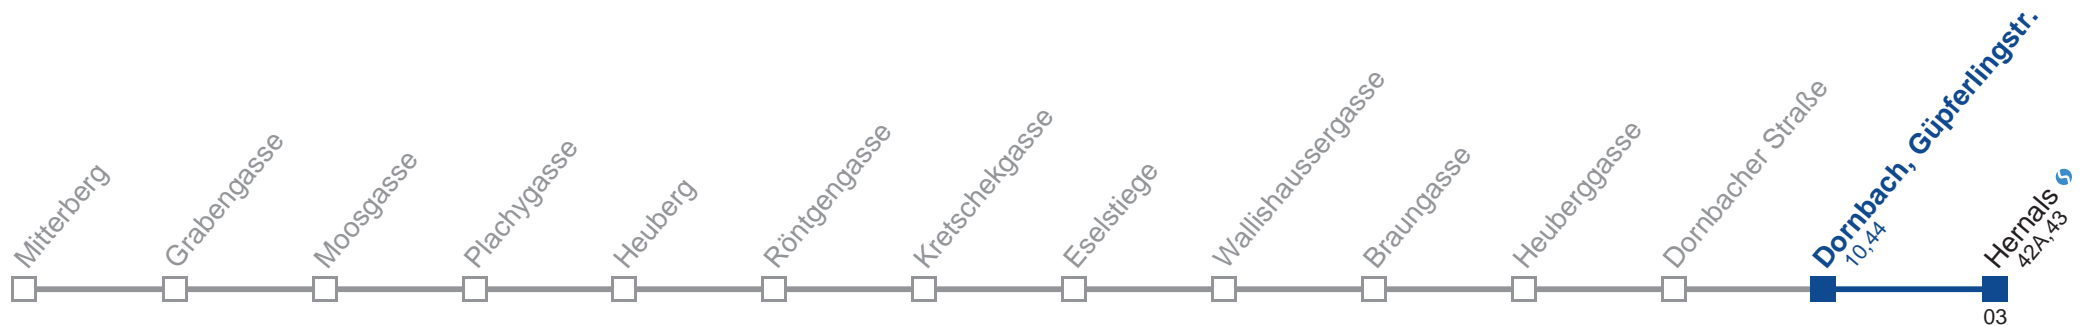 Mitterberg
Grabengasse
Moosgasse
Plachygasse
Heuberg
Röntgengasse
Kretschekgasse
Eselstiege
Wallishaussergasse
Braungasse
Heuberggasse
Dornbacher Straße
Dornbach, Güpferlingstr.
10,44
Hernals
42A,43
03